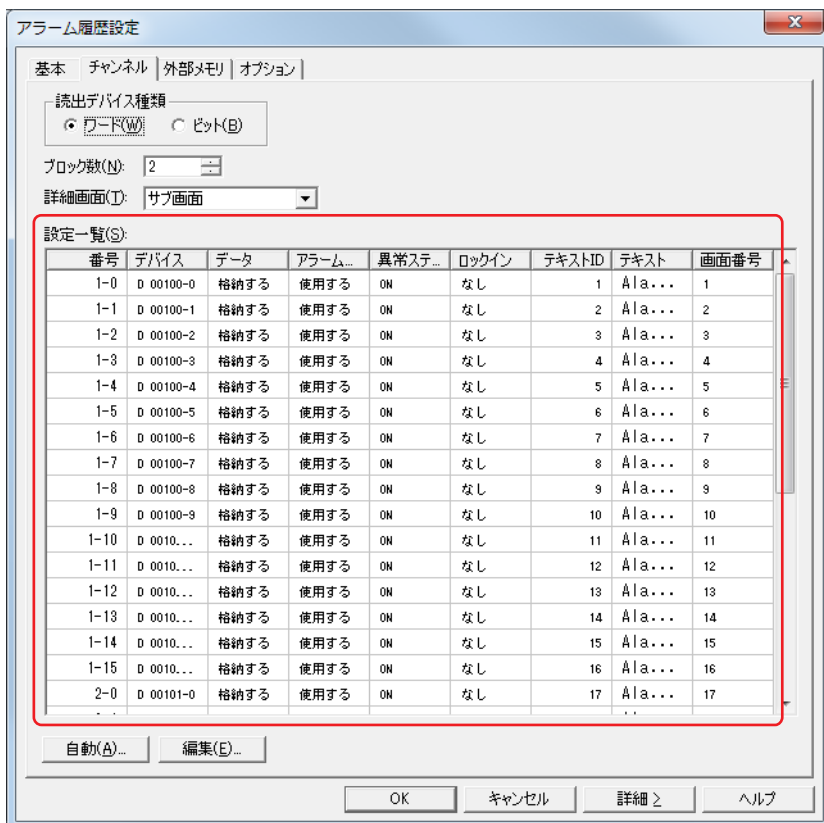 アラーム履歴設定
基本 チャンネル 外部メモリ オプション
読出デバイス種類
ワード(W) ビット(B)
ブロック数(N): 2
詳細画面(T): サブ画面
設定一覧(S):
番号 デバイス データ アラーム... 異常ステ... ロックイン テキストID テキスト 画面番号
1-0 D 00100-0 格納する 使用する ON なし 1 Ala... 1
1-1 D 00100-1 格納する 使用する ON なし 2 Ala... 2
1-2 D 00100-2 格納する 使用する ON なし 3 Ala... 3
1-3 D 00100-3 格納する 使用する ON なし 4 Ala... 4
1-4 D 00100-4 格納する 使用する ON なし 5 Ala... 5
1-5 D 00100-5 格納する 使用する ON なし 6 Ala... 6
1-6 D 00100-6 格納する 使用する ON なし 7 Ala... 7
1-7 D 00100-7 格納する 使用する ON なし 8 Ala... 8
1-8 D 00100-8 格納する 使用する ON なし 9 Ala... 9
1-9 D 00100-9 格納する 使用する ON なし 10 Ala... 10
1-10 D 0010... 格納する 使用する ON なし 11 Ala... 11
1-11 D 0010... 格納する 使用する ON なし 12 Ala... 12
1-12 D 0010... 格納する 使用する ON なし 13 Ala... 13
1-13 D 0010... 格納する 使用する ON なし 14 Ala... 14
1-14 D 0010... 格納する 使用する ON なし 15 Ala... 15
1-15 D 0010... 格納する 使用する ON なし 16 Ala... 16
2-0 D 00101-0 格納する 使用する ON なし 17 Ala... 17
自動(A)... 編集(E)...
OK キャンセル 詳細 ≥ ヘルプ